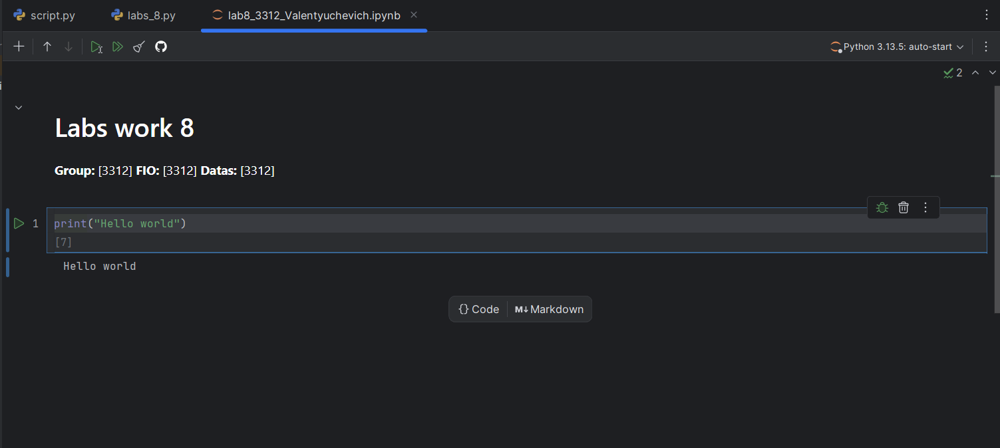 script.py labs_8.py lab8_3312_Valentyuchevich.ipynb
Python 3.13.5: auto-start
2
Labs work 8
Group: [3312] FIO: [3312] Datas: [3312]
1 print("Hello world")
[7]
Hello world
{} Code M↓ Markdown